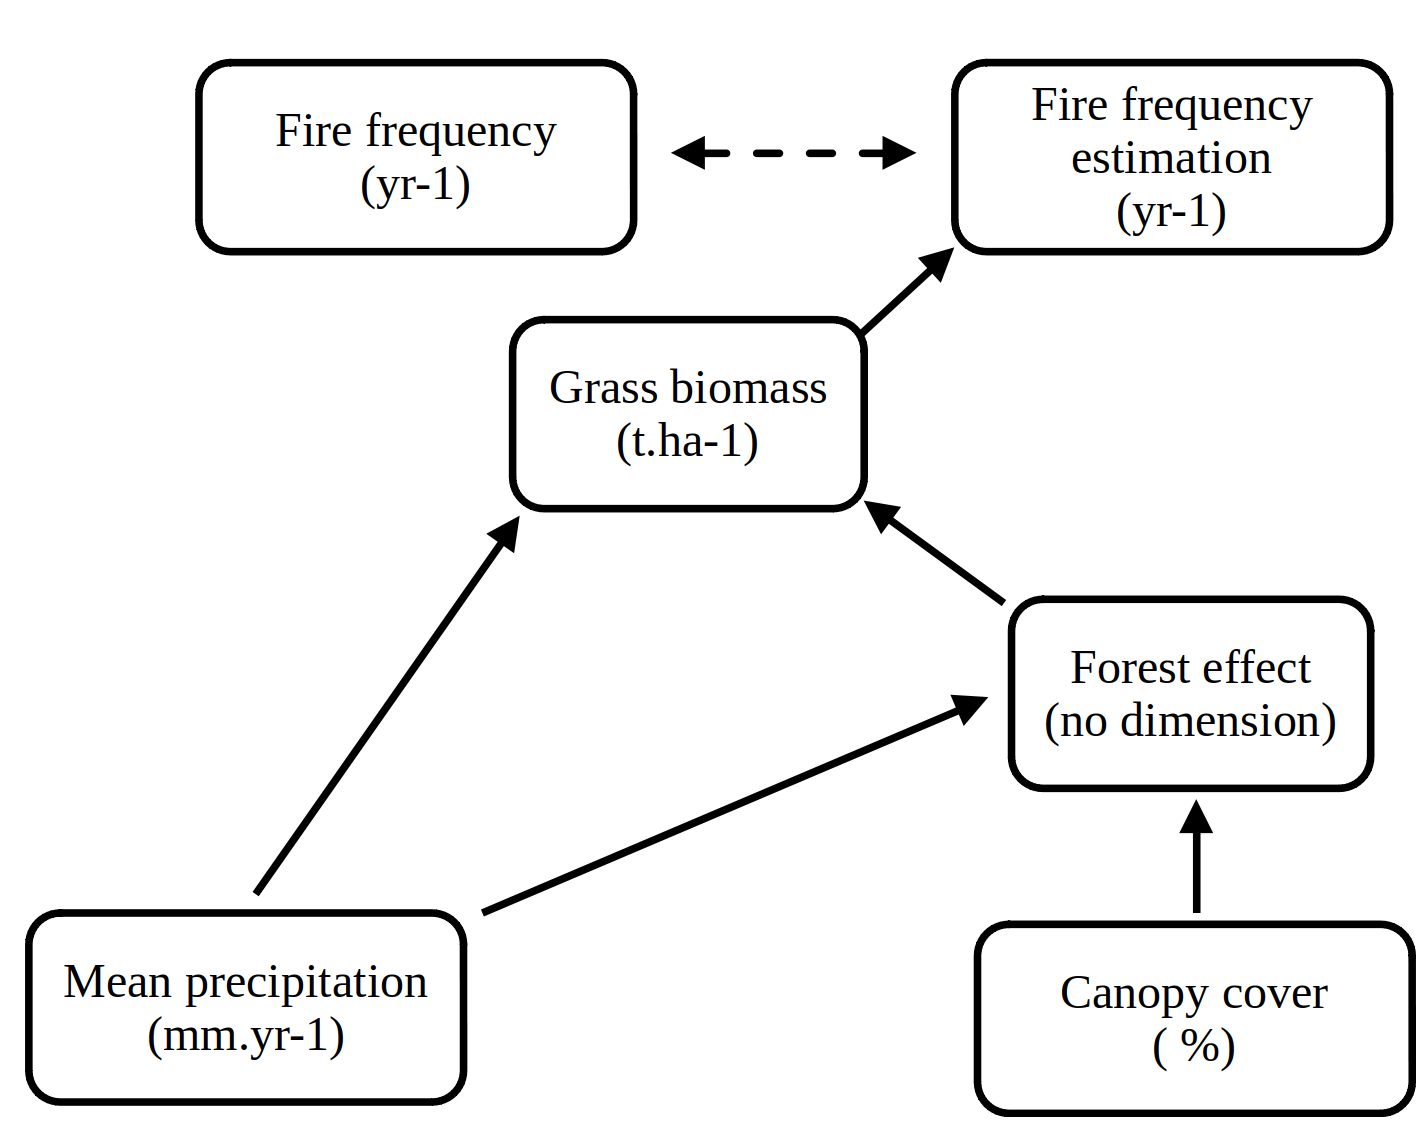 Fire frequency
(yr-1)
Fire frequency
estimation
(yr-1)
Grass biomass
(t.ha-1)
Forest effect
(no dimension)
Mean precipitation
(mm.yr-1)
Canopy cover
( %)